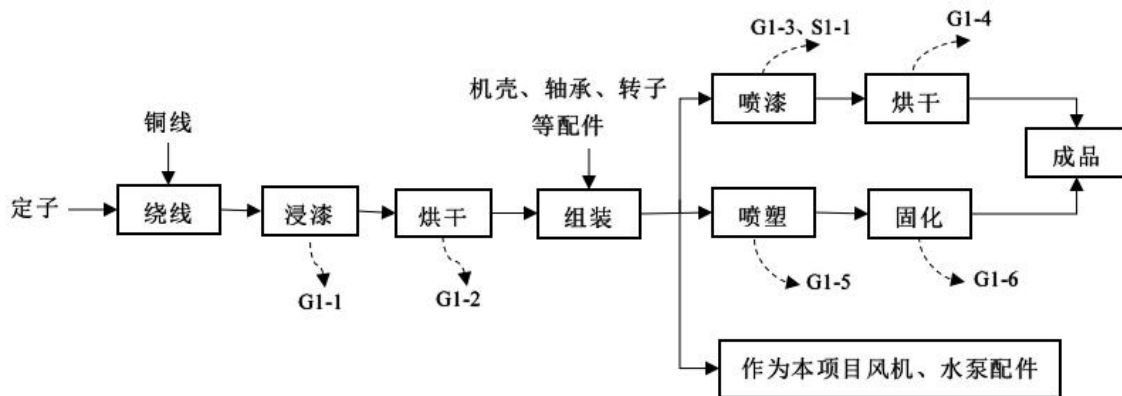 G1-3、S1-1
G1-4
机壳、轴承、转子
等配件
喷漆
烘干
铜线
成品
定子
绕线
浸漆
烘干
组装
喷塑
固化
G1-1
G1-2
G1-5
G1-6
作为本项目风机、水泵配件